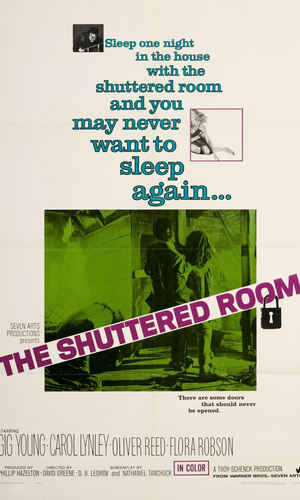 Sleep one night
in the house
with the
shuttered room
and you
may never
want to
sleep
again...
SEVEN ARTS
PRODUCTIONS
presents
THE SHUTTERED ROOM
There are some doors
that should never
be opened.
STARRING
GIG YOUNG · CAROL LYNLEY · OLIVER REED · FLORA ROBSON
PRODUCED BY
PHILLIP HAZELTON ·
DIRECTED BY
DAVID GREENE ·
D. B. LEDROV AND NATHANIEL TANCHUCK
SCREENPLAY BY
IN COLOR
A TROY-SCHENCK PRODUCTION
FROM WARNER BROS.-SEVEN ARTS